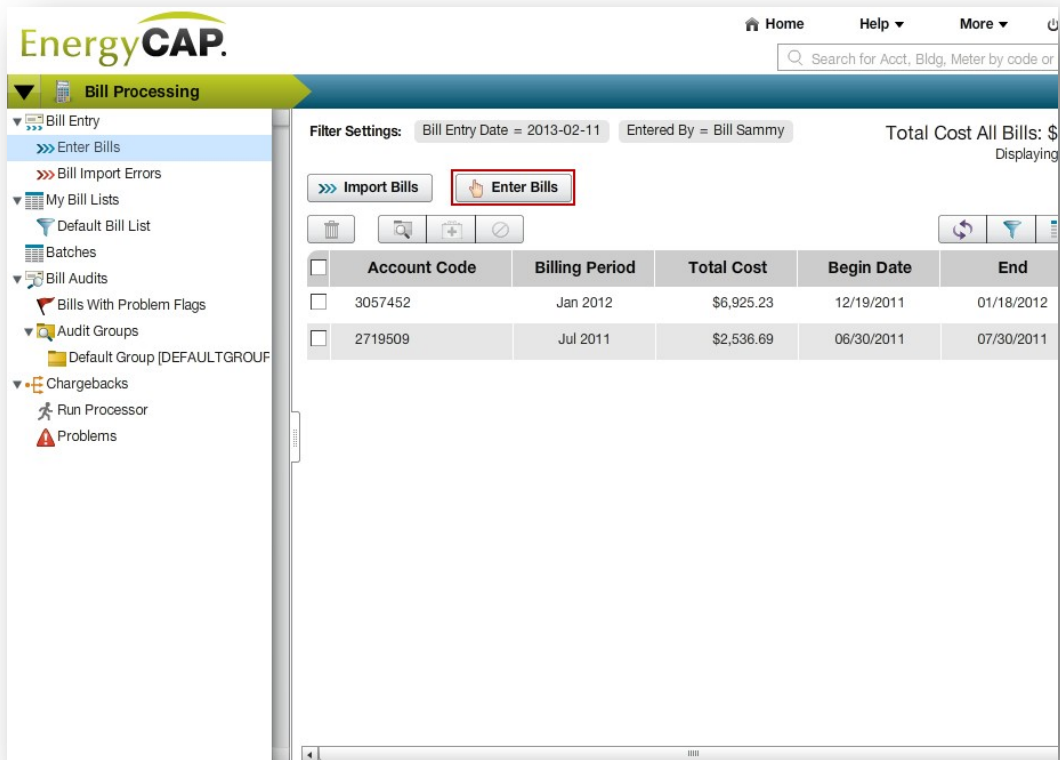 EnergyCAP.
Home Help More
Search for Acct, Bldg, Meter by code or
Bill Processing
Bill Entry
Enter Bills
Bill Import Errors
My Bill Lists
Default Bill List
Batches
Bill Audits
Bills With Problem Flags
Audit Groups
Default Group [DEFAULTGROUP
Chargebacks
Run Processor
Problems
Filter Settings: Bill Entry Date = 2013-02-11 Entered By = Bill Sammy Total Cost All Bills: $
Displaying
Import Bills Enter Bills
Account Code Billing Period Total Cost Begin Date End
3057452 Jan 2012 $6,925.23 12/19/2011 01/18/2012
2719509 Jul 2011 $2,536.69 06/30/2011 07/30/2011